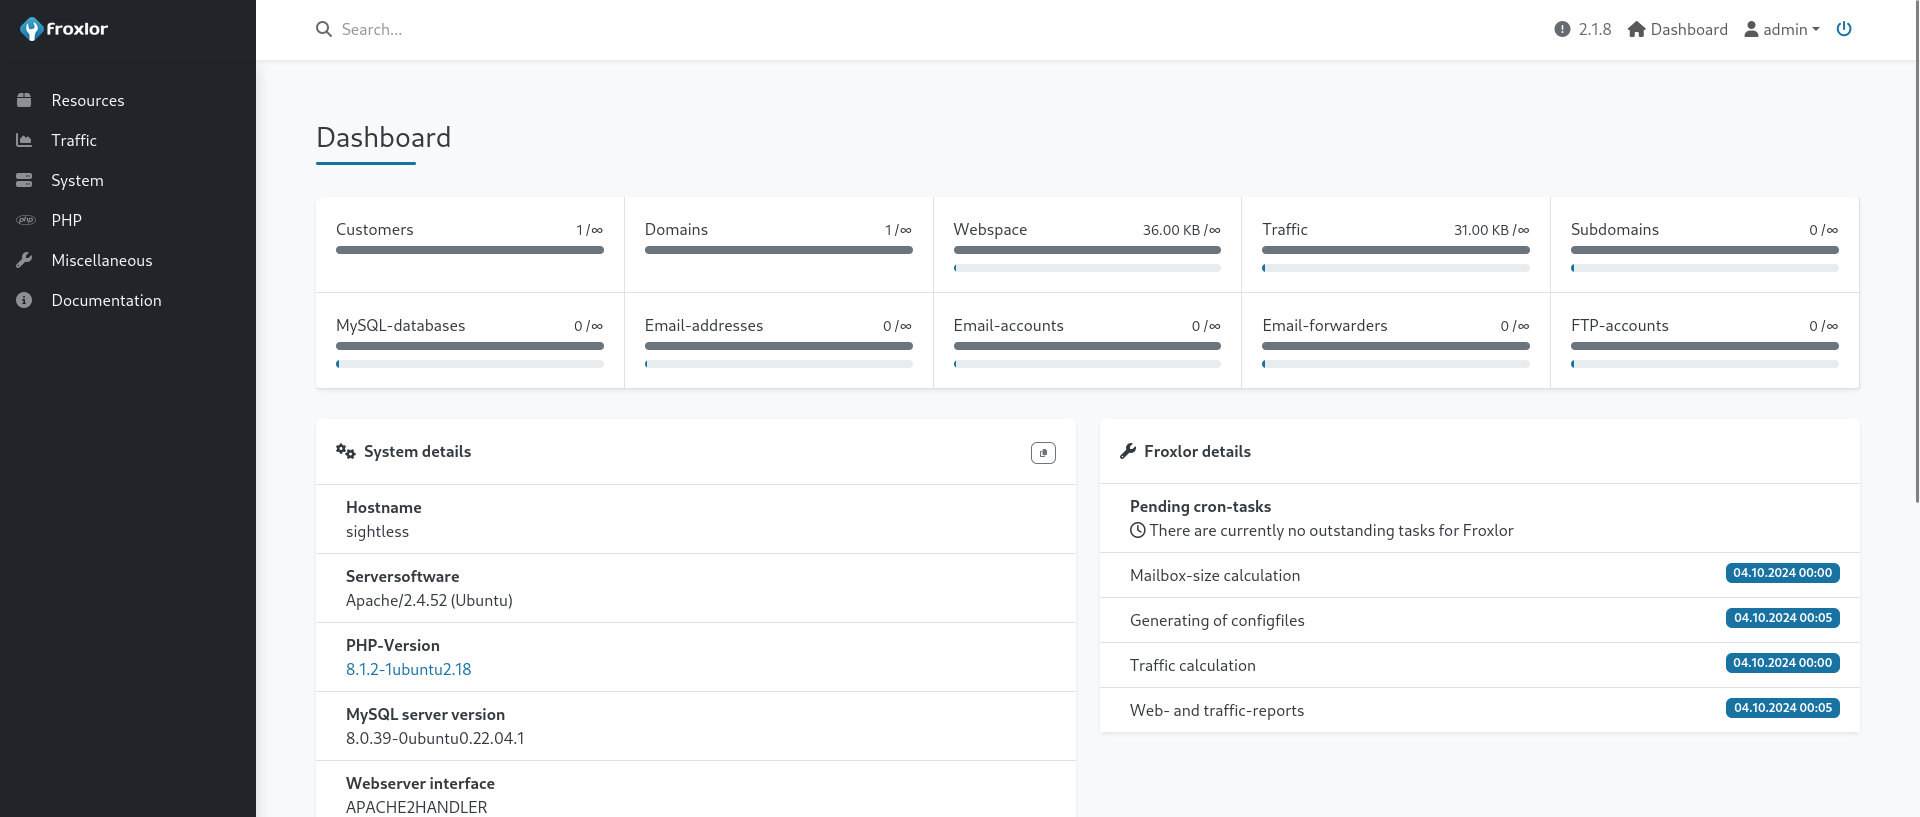 froxlor
Search...
2.1.8 Dashboard admin
Resources
Traffic
System
php PHP
Miscellaneous
Documentation
Dashboard
Customers 1 /∞
Domains 1 /∞
Webspace 36.00 KB /∞
Traffic 31.00 KB /∞
Subdomains 0 /∞
MySQL-databases 0 /∞
Email-addresses 0 /∞
Email-accounts 0 /∞
Email-forwarders 0 /∞
FTP-accounts 0 /∞
System details
Hostname
sightless
Serversoftware
Apache/2.4.52 (Ubuntu)
PHP-Version
8.1.2-1ubuntu2.18
MySQL server version
8.0.39-0ubuntu0.22.04.1
Webserver interface
APACHE2HANDLER
Froxlor details
Pending cron-tasks
There are currently no outstanding tasks for Froxlor
Mailbox-size calculation 04.10.2024 00:00
Generating of configfiles 04.10.2024 00:05
Traffic calculation 04.10.2024 00:00
Web- and traffic-reports 04.10.2024 00:05